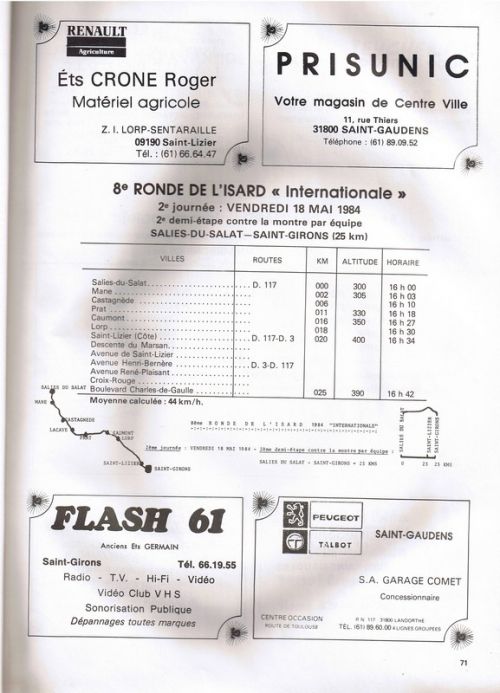 RENAULT
Agriculture
Éts CRONE Roger
Matériel agricole
Z. I. LORP-SENTARAILLE
09190 Saint-Lizier
Tél. : (61) 66.64.47
PRISUNIC
Votre magasin de Centre Ville
11, rue Thiers
31800 SAINT-GAUDENS
Téléphone : (61) 89.09.52
8e RONDE DE L'ISARD « Internationale »
2e journée : VENDREDI 18 MAI 1984
2e demi-étape contre la montre par équipe
SALIES-DU-SALAT—SAINT-GIRONS (25 km)
VILLES ROUTES KM ALTITUDE HORAIRE
Salies-du-Salat D. 117 000 300 16 h 00
Mane 002 305 16 h 03
Castagnède 006 16 h 10
Prat 011 330 16 h 18
Caumont 016 350 16 h 27
Lorp 018 16 h 30
Saint-Lizier (Côte) D. 117-D. 3 020 400 16 h 34
Descente du Marsan
Avenue de Saint-Lizier
Avenue Henri-Bernère D. 3-D. 117
Avenue René-Plaisant
Croix-Rouge
Boulevard Charles-de-Gaulle 025 390 16 h 42
Moyenne calculée : 44 km/h.
SALIES DU SALAT
MANE
CASTAGNEDE
LACAVE
PRAT
CAUMONT
LORP
SAINT-LIZIER
SAINT-GIRONS
8ème RONDE DE L'ISARD 1984 "INTERNATIONALE"
2ème journée : VENDREDI 18 MAI 1984 - 2ème demi-étape contre la montre par équipe :
SALIES DU SALAT - SAINT-GIRONS = 25 KMS
SALIES DU SALAT
SAINT-LIZIER
SAINT-GIRONS
0 23 25 KMS
FLASH 61
Anciens Ets GERMAIN
Saint-Girons Tél. 66.19.55
Radio - T.V. - Hi-Fi - Vidéo
Vidéo Club V H S
Sonorisation Publique
Dépannages toutes marques
PEUGEOT
TALBOT
SAINT-GAUDENS
S.A. GARAGE COMET
Concessionnaire
CENTRE OCCASION
ROUTE DE TOULOUSE
R.N. 117 31800 LANDORTHE
TÉL. (61) 89.60.00 4 LIGNES GROUPÉES
71